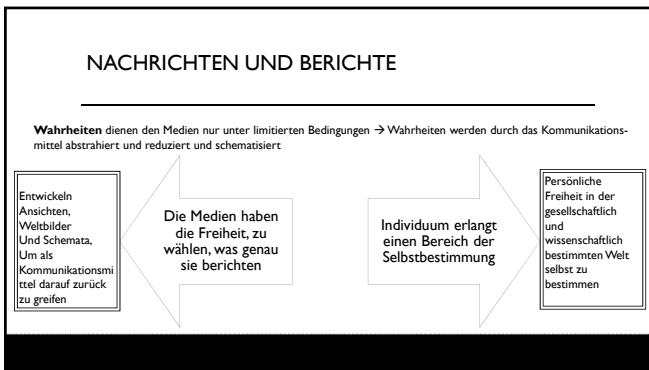 NACHRICHTEN UND BERICHTE
Wahrheiten dienen den Medien nur unter limitierten Bedingungen → Wahrheiten werden durch das Kommunikations-
mittel abstrahiert und reduziert und schematisiert
Entwickeln
Ansichten,
Weltbilder
Und Schemata,
Um als
Kommunikationsmi
ttel darauf zurück
zu greifen
Die Medien haben
die Freiheit, zu
wählen, was genau
sie berichten
Individuum erlangt
einen Bereich der
Selbstbestimmung
Persönliche
Freiheit in der
gesellschaftlich
und
wissenschaftlich
bestimmten Welt
selbst zu
bestimmen